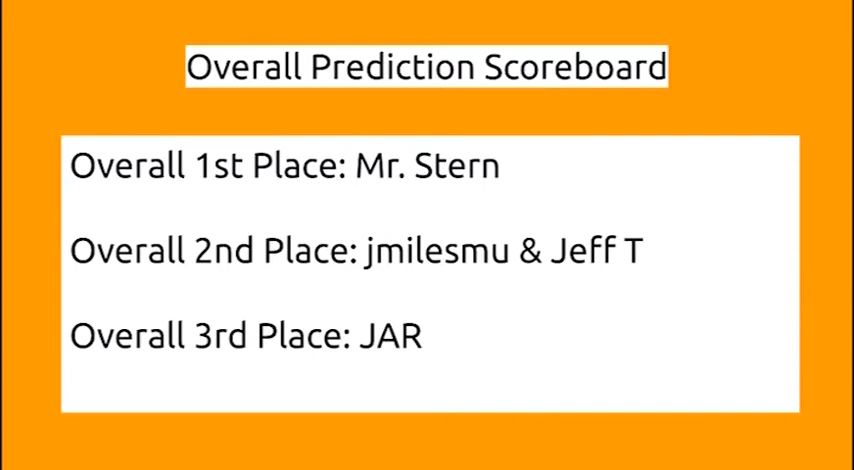 Overall Prediction Scoreboard
Overall 1st Place: Mr. Stern
Overall 2nd Place: jmilesmu & Jeff T
Overall 3rd Place: JAR